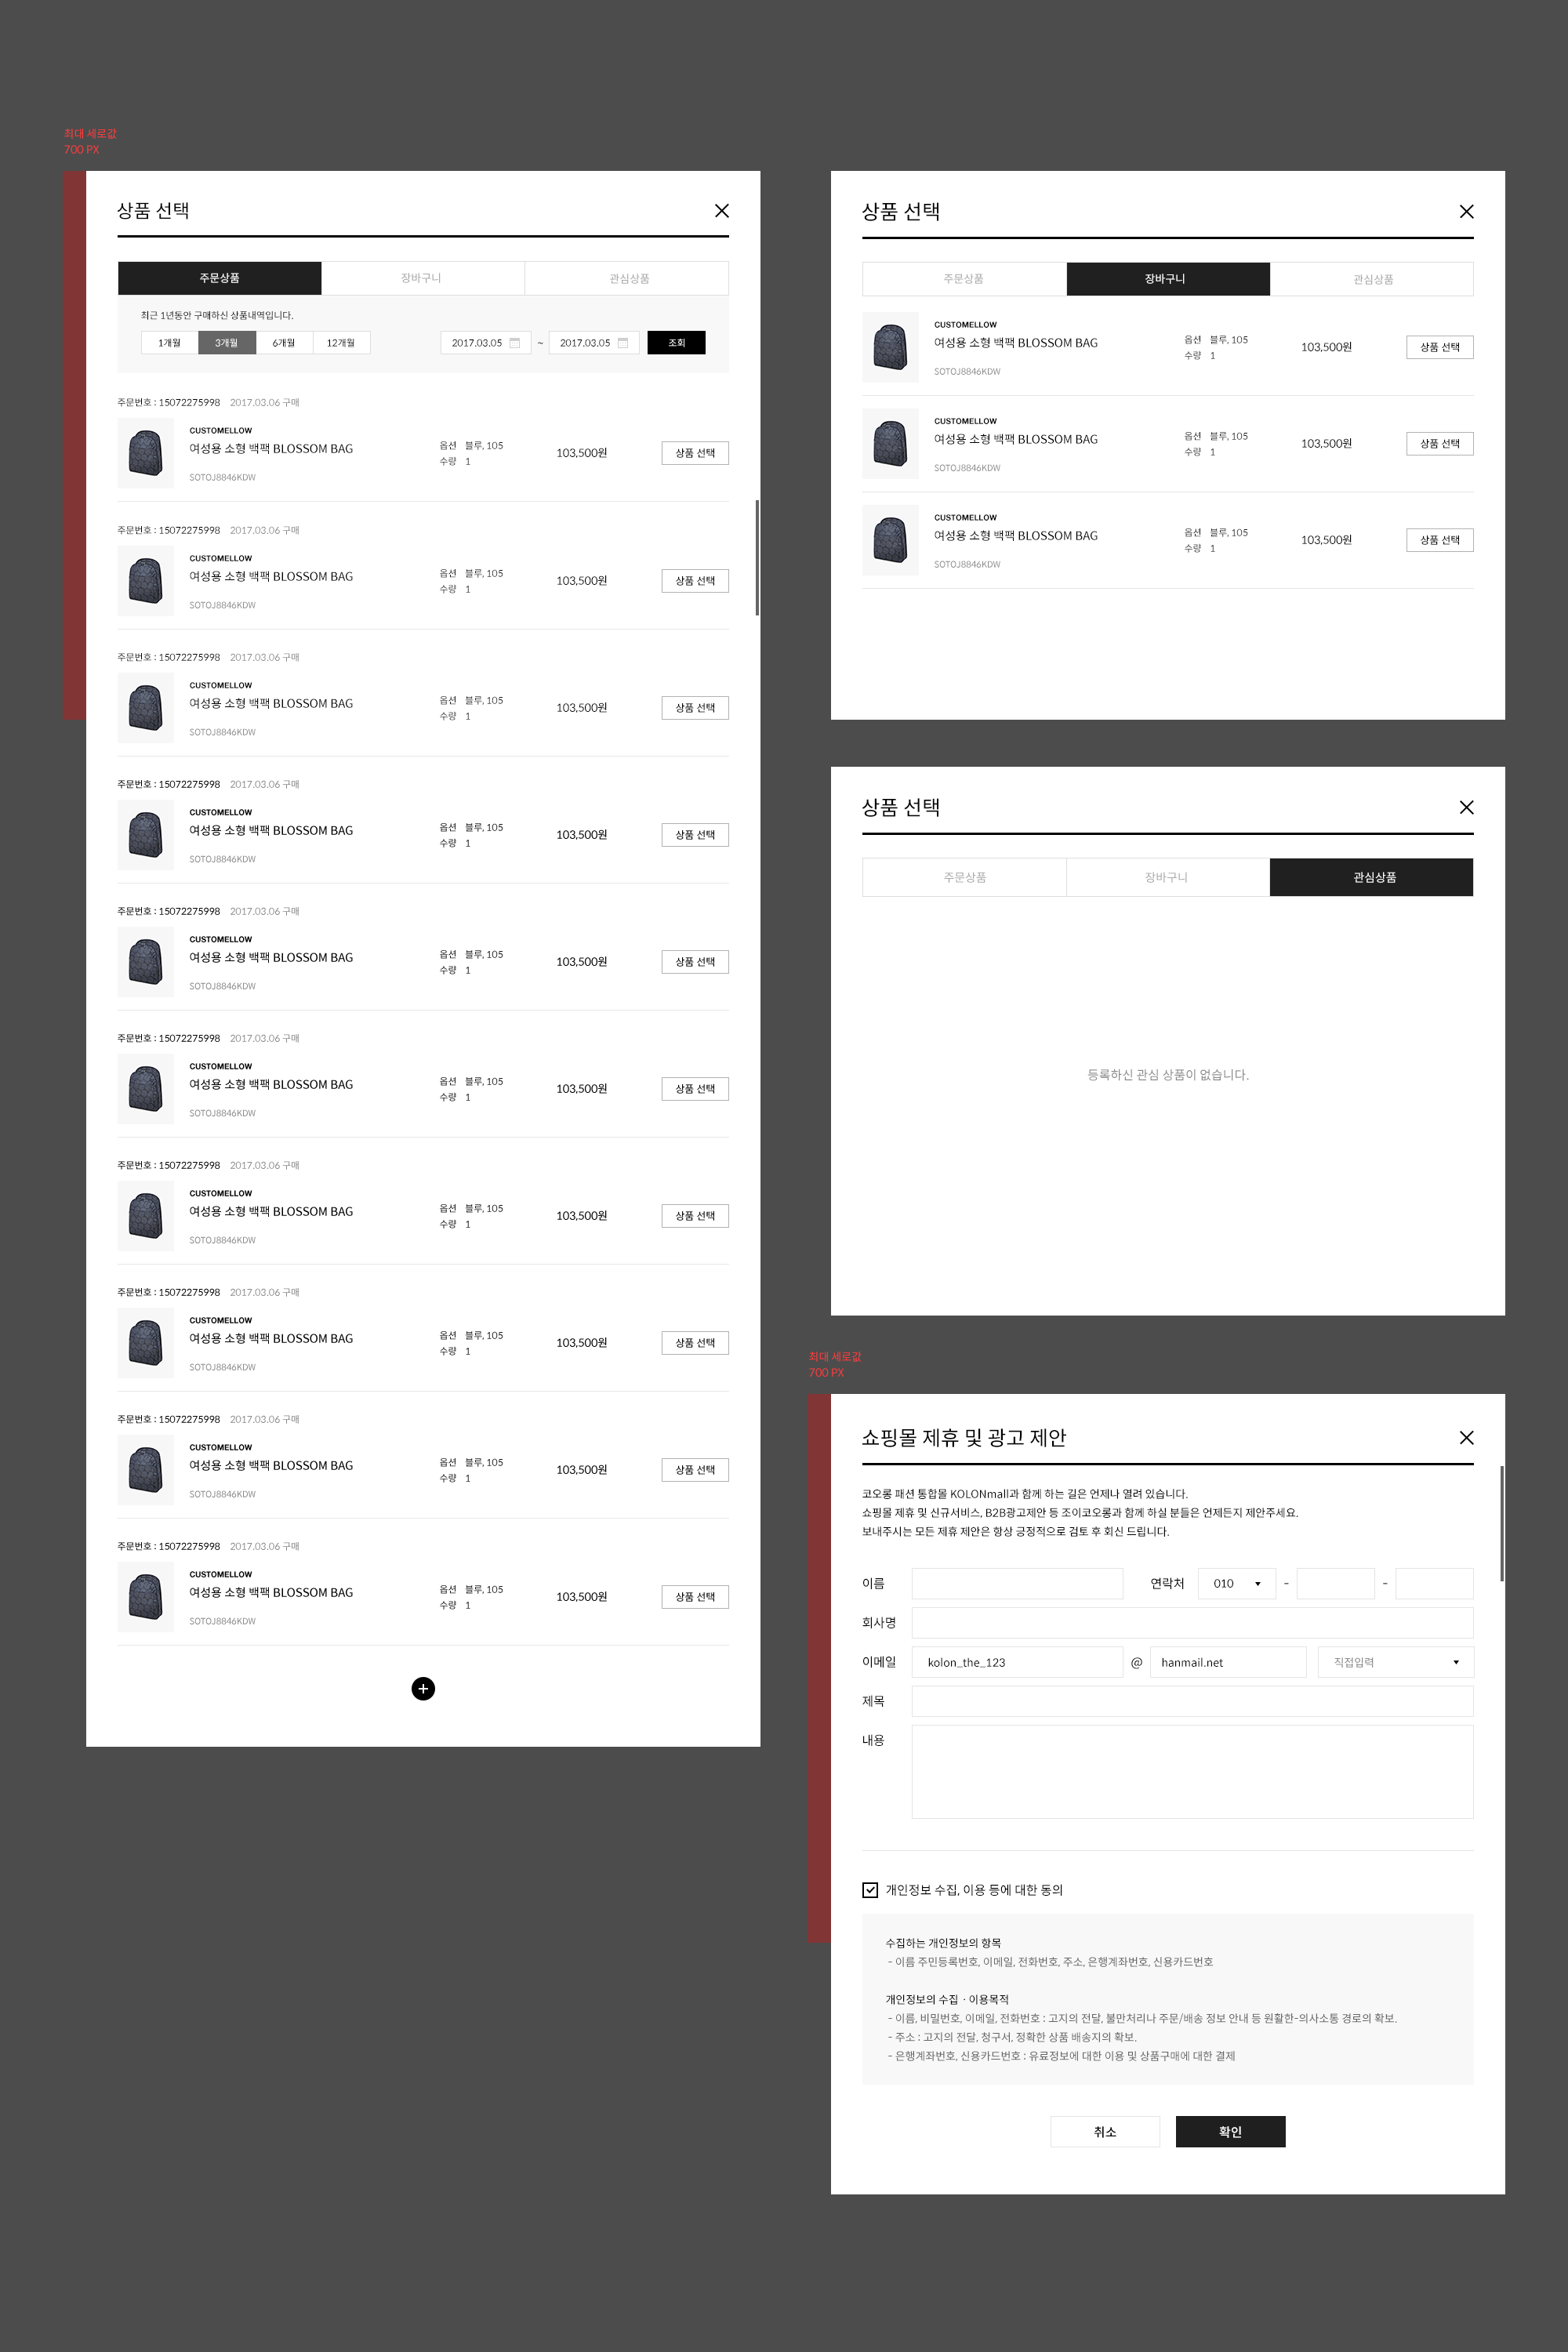 최대 세로값
700 PX
상품 선택
주문상품 장바구니 관심상품
최근 1년동안 구매하신 상품내역입니다.
1개월 3개월 6개월 12개월 2017.03.05 ~ 2017.03.05 조회
주문번호 : 15072275998 2017.03.06 구매
CUSTOMELLOW
여성용 소형 백팩 BLOSSOM BAG
SOTOJ8846KDW
옵션 블루, 105
수량 1
103,500원
상품 선택
주문번호 : 15072275998 2017.03.06 구매
CUSTOMELLOW
여성용 소형 백팩 BLOSSOM BAG
SOTOJ8846KDW
옵션 블루, 105
수량 1
103,500원
상품 선택
주문번호 : 15072275998 2017.03.06 구매
CUSTOMELLOW
여성용 소형 백팩 BLOSSOM BAG
SOTOJ8846KDW
옵션 블루, 105
수량 1
103,500원
상품 선택
주문번호 : 15072275998 2017.03.06 구매
CUSTOMELLOW
여성용 소형 백팩 BLOSSOM BAG
SOTOJ8846KDW
옵션 블루, 105
수량 1
103,500원
상품 선택
주문번호 : 15072275998 2017.03.06 구매
CUSTOMELLOW
여성용 소형 백팩 BLOSSOM BAG
SOTOJ8846KDW
옵션 블루, 105
수량 1
103,500원
상품 선택
주문번호 : 15072275998 2017.03.06 구매
CUSTOMELLOW
여성용 소형 백팩 BLOSSOM BAG
SOTOJ8846KDW
옵션 블루, 105
수량 1
103,500원
상품 선택
주문번호 : 15072275998 2017.03.06 구매
CUSTOMELLOW
여성용 소형 백팩 BLOSSOM BAG
SOTOJ8846KDW
옵션 블루, 105
수량 1
103,500원
상품 선택
주문번호 : 15072275998 2017.03.06 구매
CUSTOMELLOW
여성용 소형 백팩 BLOSSOM BAG
SOTOJ8846KDW
옵션 블루, 105
수량 1
103,500원
상품 선택
주문번호 : 15072275998 2017.03.06 구매
CUSTOMELLOW
여성용 소형 백팩 BLOSSOM BAG
SOTOJ8846KDW
옵션 블루, 105
수량 1
103,500원
상품 선택
주문번호 : 15072275998 2017.03.06 구매
CUSTOMELLOW
여성용 소형 백팩 BLOSSOM BAG
SOTOJ8846KDW
옵션 블루, 105
수량 1
103,500원
상품 선택
상품 선택
주문상품 장바구니 관심상품
CUSTOMELLOW
여성용 소형 백팩 BLOSSOM BAG
SOTOJ8846KDW
옵션 블루, 105
수량 1
103,500원
상품 선택
CUSTOMELLOW
여성용 소형 백팩 BLOSSOM BAG
SOTOJ8846KDW
옵션 블루, 105
수량 1
103,500원
상품 선택
CUSTOMELLOW
여성용 소형 백팩 BLOSSOM BAG
SOTOJ8846KDW
옵션 블루, 105
수량 1
103,500원
상품 선택
상품 선택
주문상품 장바구니 관심상품
등록하신 관심 상품이 없습니다.
최대 세로값
700 PX
쇼핑몰 제휴 및 광고 제안
코오롱 패션 통합몰 KOLONmall과 함께 하는 길은 언제나 열려 있습니다.
쇼핑몰 제휴 및 신규서비스, B2B광고제안 등 조이코오롱과 함께 하실 분들은 언제든지 제안주세요.
보내주시는 모든 제휴 제안은 항상 긍정적으로 검토 후 회신 드립니다.
이름 연락처 010 - -
회사명
이메일 kolon_the_123 @ hanmail.net 직접입력
제목
내용
개인정보 수집, 이용 등에 대한 동의
수집하는 개인정보의 항목
- 이름 주민등록번호, 이메일, 전화번호, 주소, 은행계좌번호, 신용카드번호
개인정보의 수집 · 이용목적
- 이름, 비밀번호, 이메일, 전화번호 : 고지의 전달, 불만처리나 주문/배송 정보 안내 등 원활한-의사소통 경로의 확보.
- 주소 : 고지의 전달, 청구서, 정확한 상품 배송지의 확보.
- 은행계좌번호, 신용카드번호 : 유료정보에 대한 이용 및 상품구매에 대한 결제
취소 확인